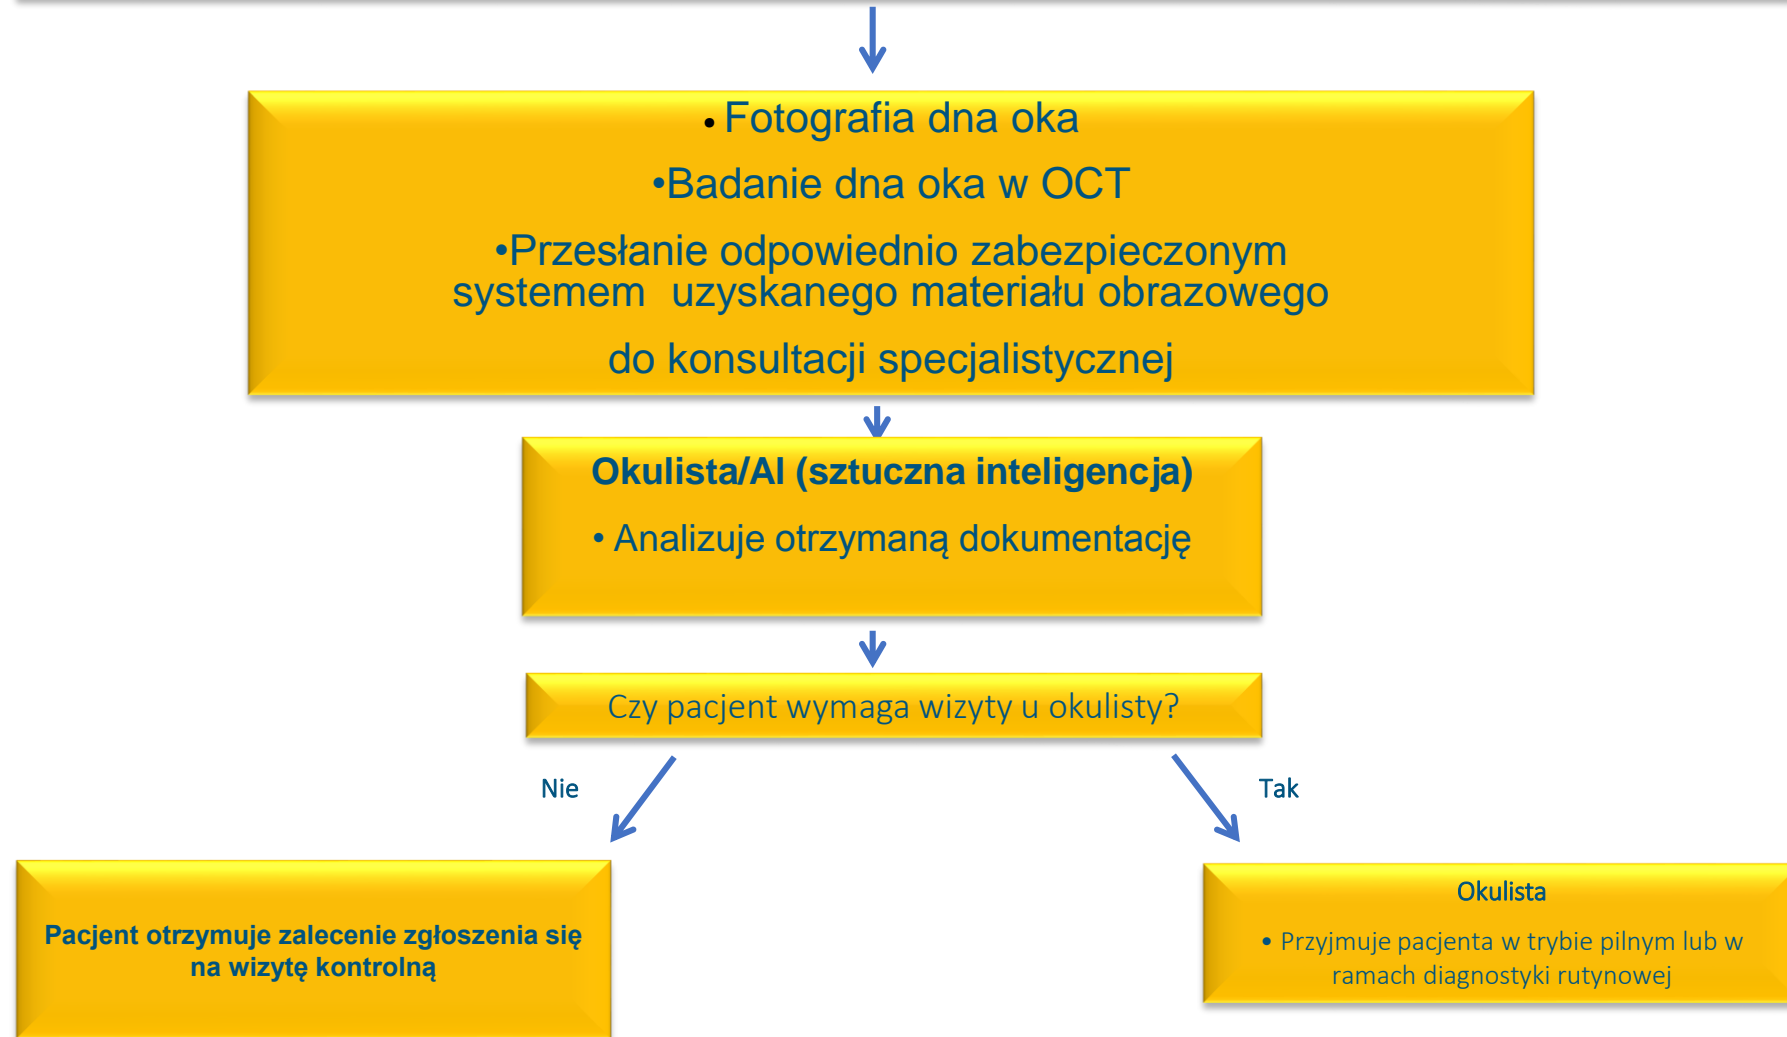 • Fotografia dna oka
•Badanie dna oka w OCT
•Przesłanie odpowiednio zabezpieczonym
systemem uzyskanego materiału obrazowego
do konsultacji specjalistycznej
Okulista/AI (sztuczna inteligencja)
• Analizuje otrzymaną dokumentację
Czy pacjent wymaga wizyty u okulisty?
Nie
Tak
Pacjent otrzymuje zalecenie zgłoszenia się
na wizytę kontrolną
Okulista
• Przyjmuje pacjenta w trybie pilnym lub w
ramach diagnostyki rutynowej